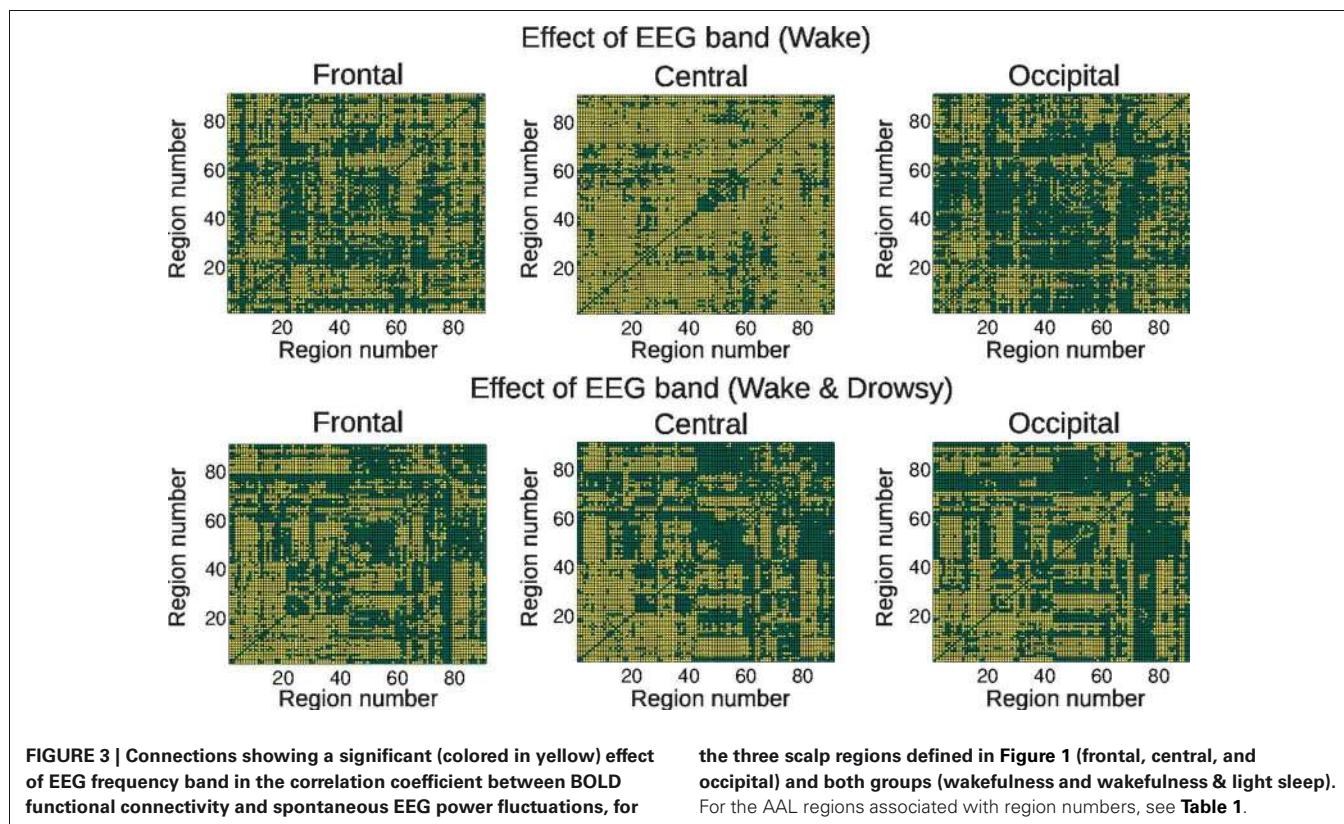 Effect of EEG band (Wake)
Frontal
Central
Occipital
Region number
80
60
40
20
20 40 60 80
Region number
Region number
80
60
40
20
20 40 60 80
Region number
Region number
80
60
40
20
20 40 60 80
Region number
Effect of EEG band (Wake & Drowsy)
Frontal
Central
Occipital
Region number
80
60
40
20
20 40 60 80
Region number
Region number
80
60
40
20
20 40 60 80
Region number
Region number
80
60
40
20
20 40 60 80
Region number
FIGURE 3 | Connections showing a significant (colored in yellow) effect
of EEG frequency band in the correlation coefficient between BOLD
functional connectivity and spontaneous EEG power fluctuations, for
the three scalp regions defined in Figure 1 (frontal, central, and
occipital) and both groups (wakefulness and wakefulness & light sleep).
For the AAL regions associated with region numbers, see Table 1.